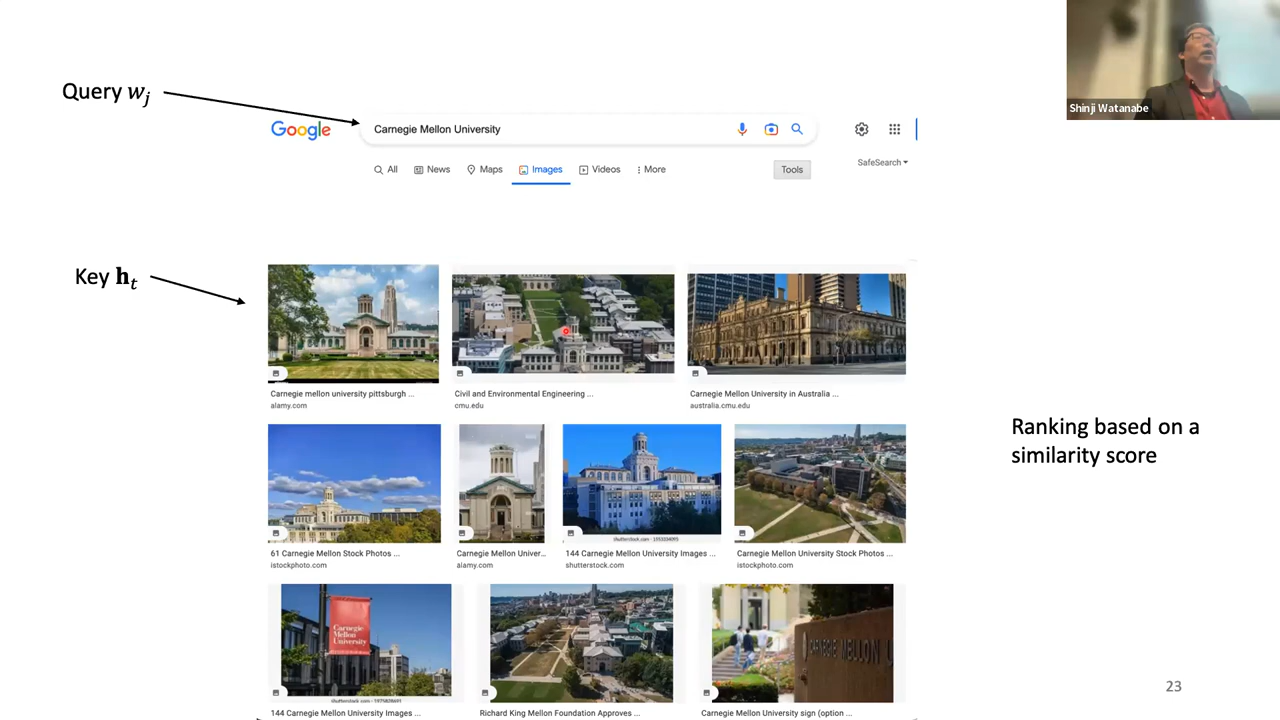 Shinji Watanabe
Query w_j
Google
Carnegie Mellon University
All News Maps Images Videos More
Tools
SafeSearch
Key h_t
Carnegie mellon university pittsburgh ...
alamy.com
Civil and Environmental Engineering ...
cmu.edu
Carnegie Mellon University in Australia ...
australia.cmu.edu
Ranking based on a
similarity score
61 Carnegie Mellon Stock Photos ...
istockphoto.com
Carnegie Mellon Univer...
alamy.com
144 Carnegie Mellon University Images ...
shutterstock.com
Carnegie Mellon University Stock Photos ...
istockphoto.com
Carnegie
Mellon
University
CARNEGIE MELLON U
144 Carnegie Mellon University Images ...
Richard King Mellon Foundation Approves ...
Carnegie Mellon University sign (option ...
23